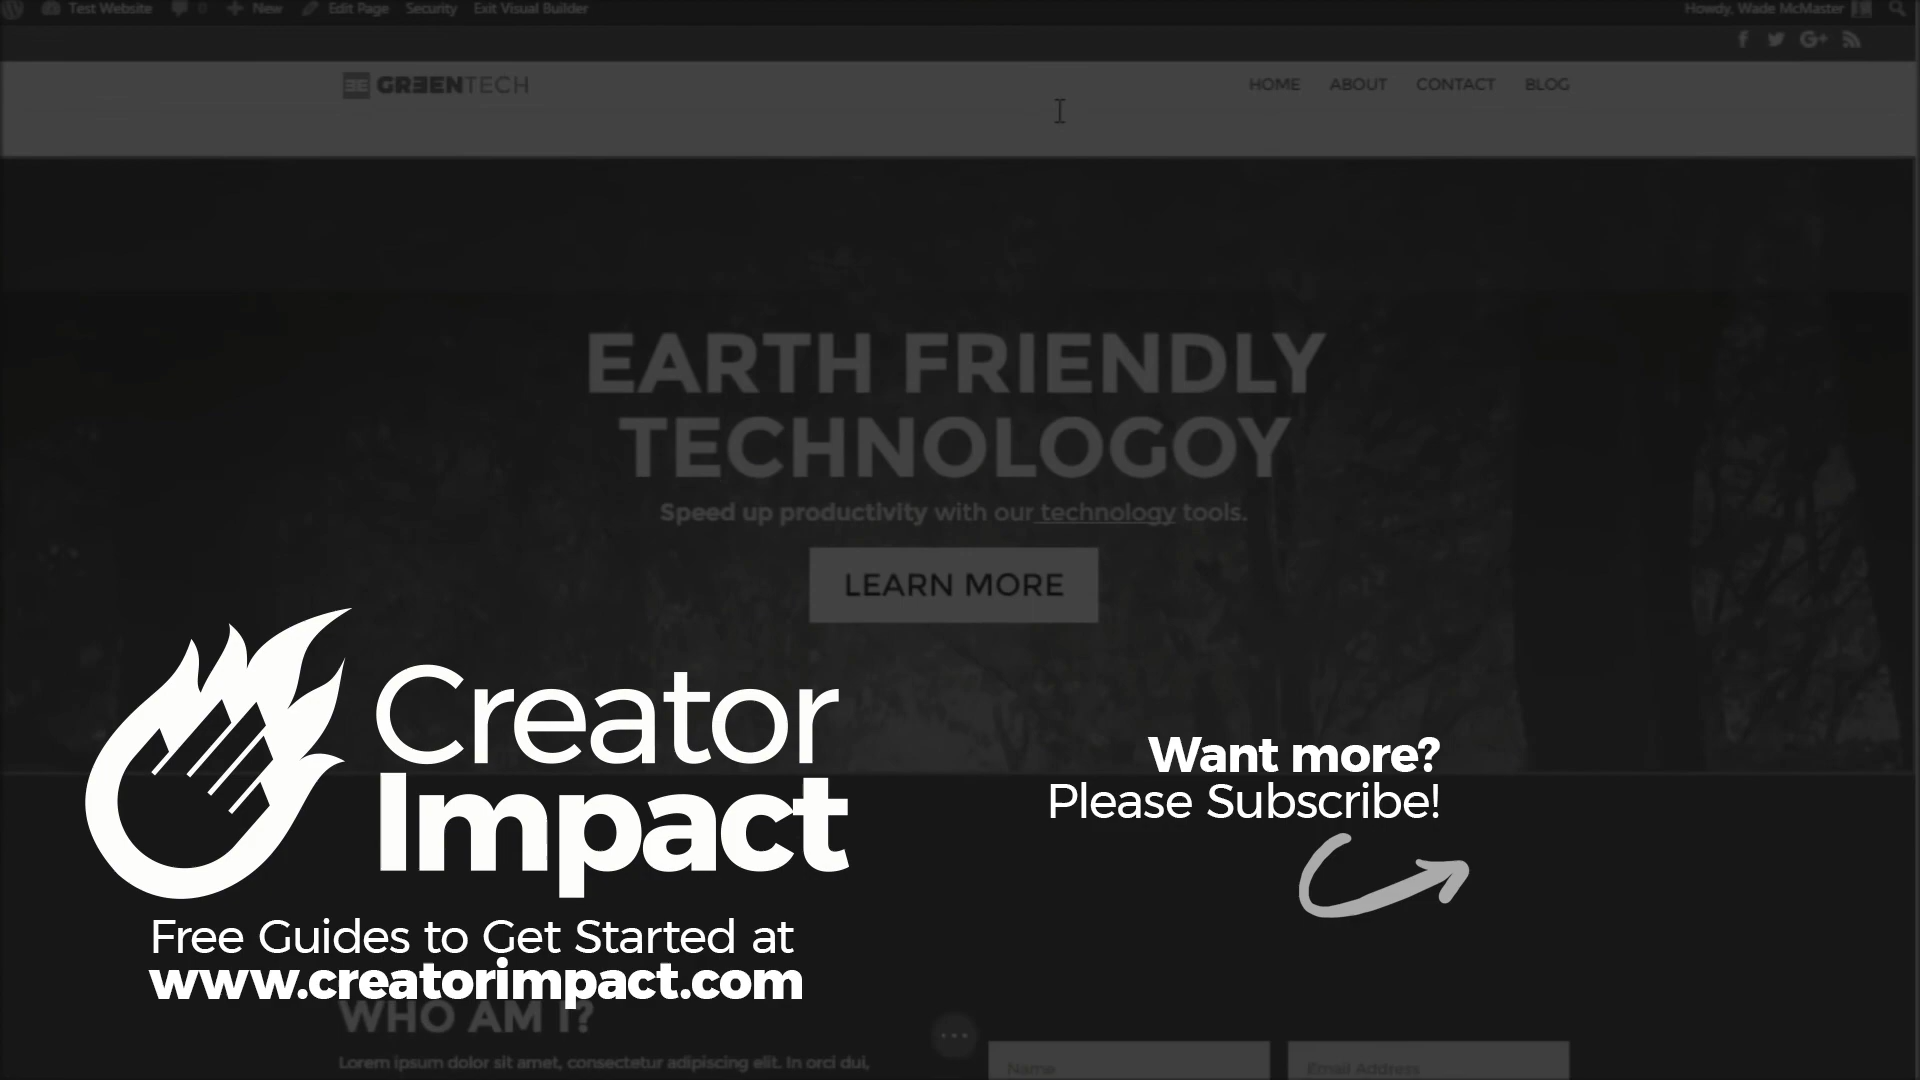 Test Website 0 New Edit Page Security Exit Visual Builder Howdy, Wade McMaster
GREENTECH HOME ABOUT CONTACT BLOG
EARTH FRIENDLY
TECHNOLOGOY
Speed up productivity with our technology tools.
LEARN MORE
Creator
Impact
Free Guides to Get Started at
www.creatorimpact.com
Want more?
Please Subscribe!
WHO AM I?
Lorem ipsum dolor sit amet, consectetur adipiscing elit. In orci dui,
Name
Email Address